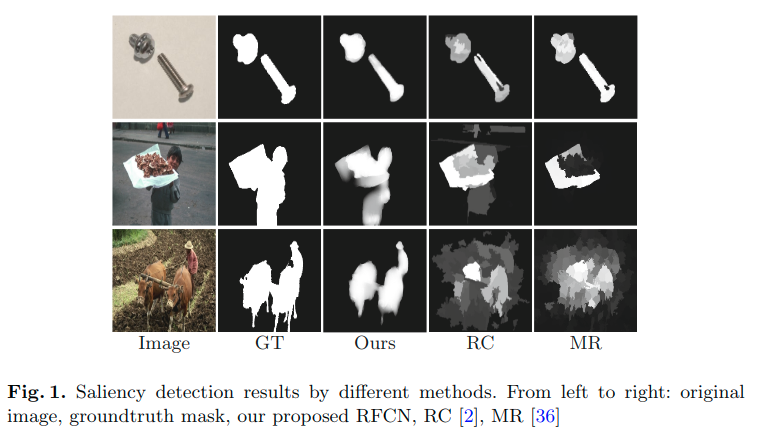 Image GT Ours RC MR
Fig. 1. Saliency detection results by different methods. From left to right: original
image, groundtruth mask, our proposed RFCN, RC [2], MR [36]